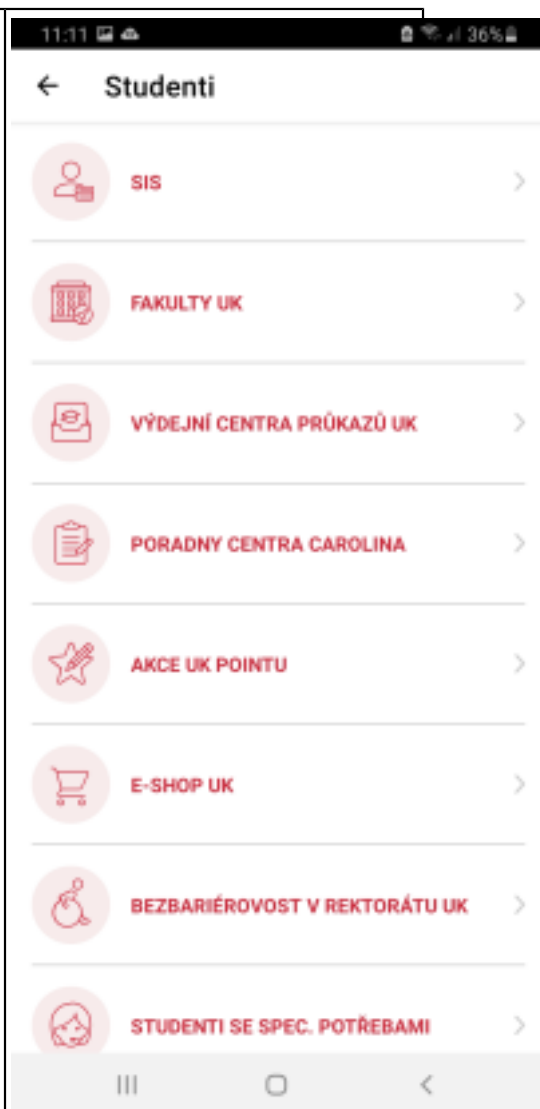 11:11 36%
Studenti
SIS
FAKULTY UK
VÝDEJNÍ CENTRA PRŮKAZŮ UK
PORADNY CENTRA CAROLINA
AKCE UK POINTU
E-SHOP UK
BEZBARIÉROVOST V REKTORÁTU UK
STUDENTI SE SPEC. POTŘEBAMI